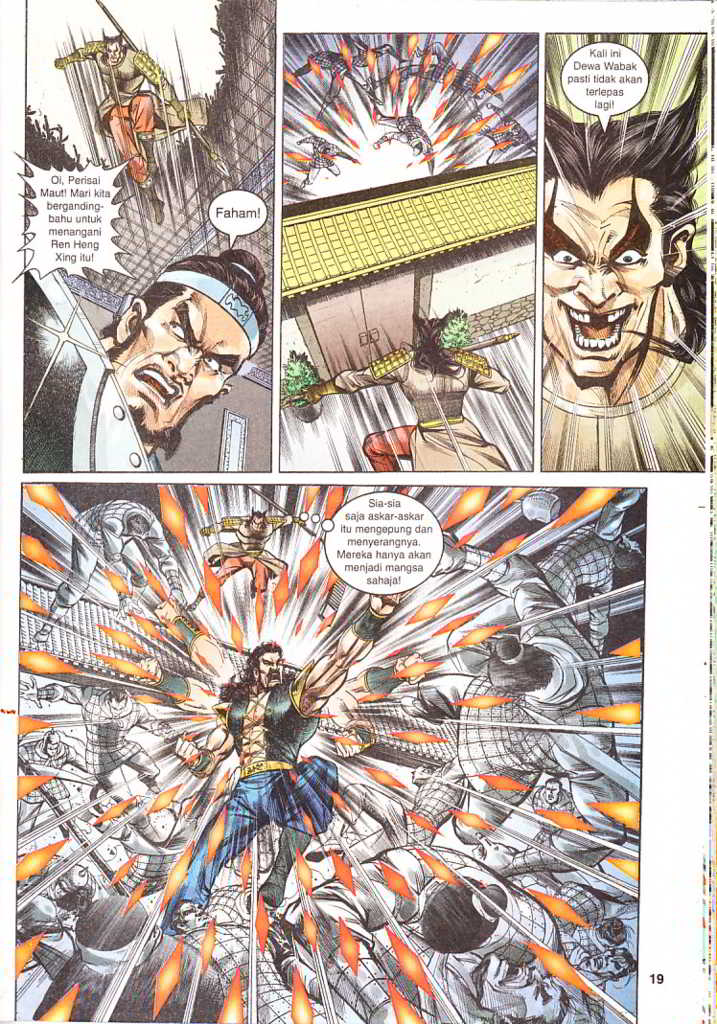 Oi, Perisai
Maut! Mari kita
berganding-
bahu untuk
menangani
Ren Heng
Xing itu!
Faham!
Kali ini
Dewa Wabak
pasti tidak akan
terlepas
lagi!
Sia-sia
saja askar-askar
itu mengepung dan
menyerangnya.
Mereka hanya akan
menjadi mangsa
sahaja!
19